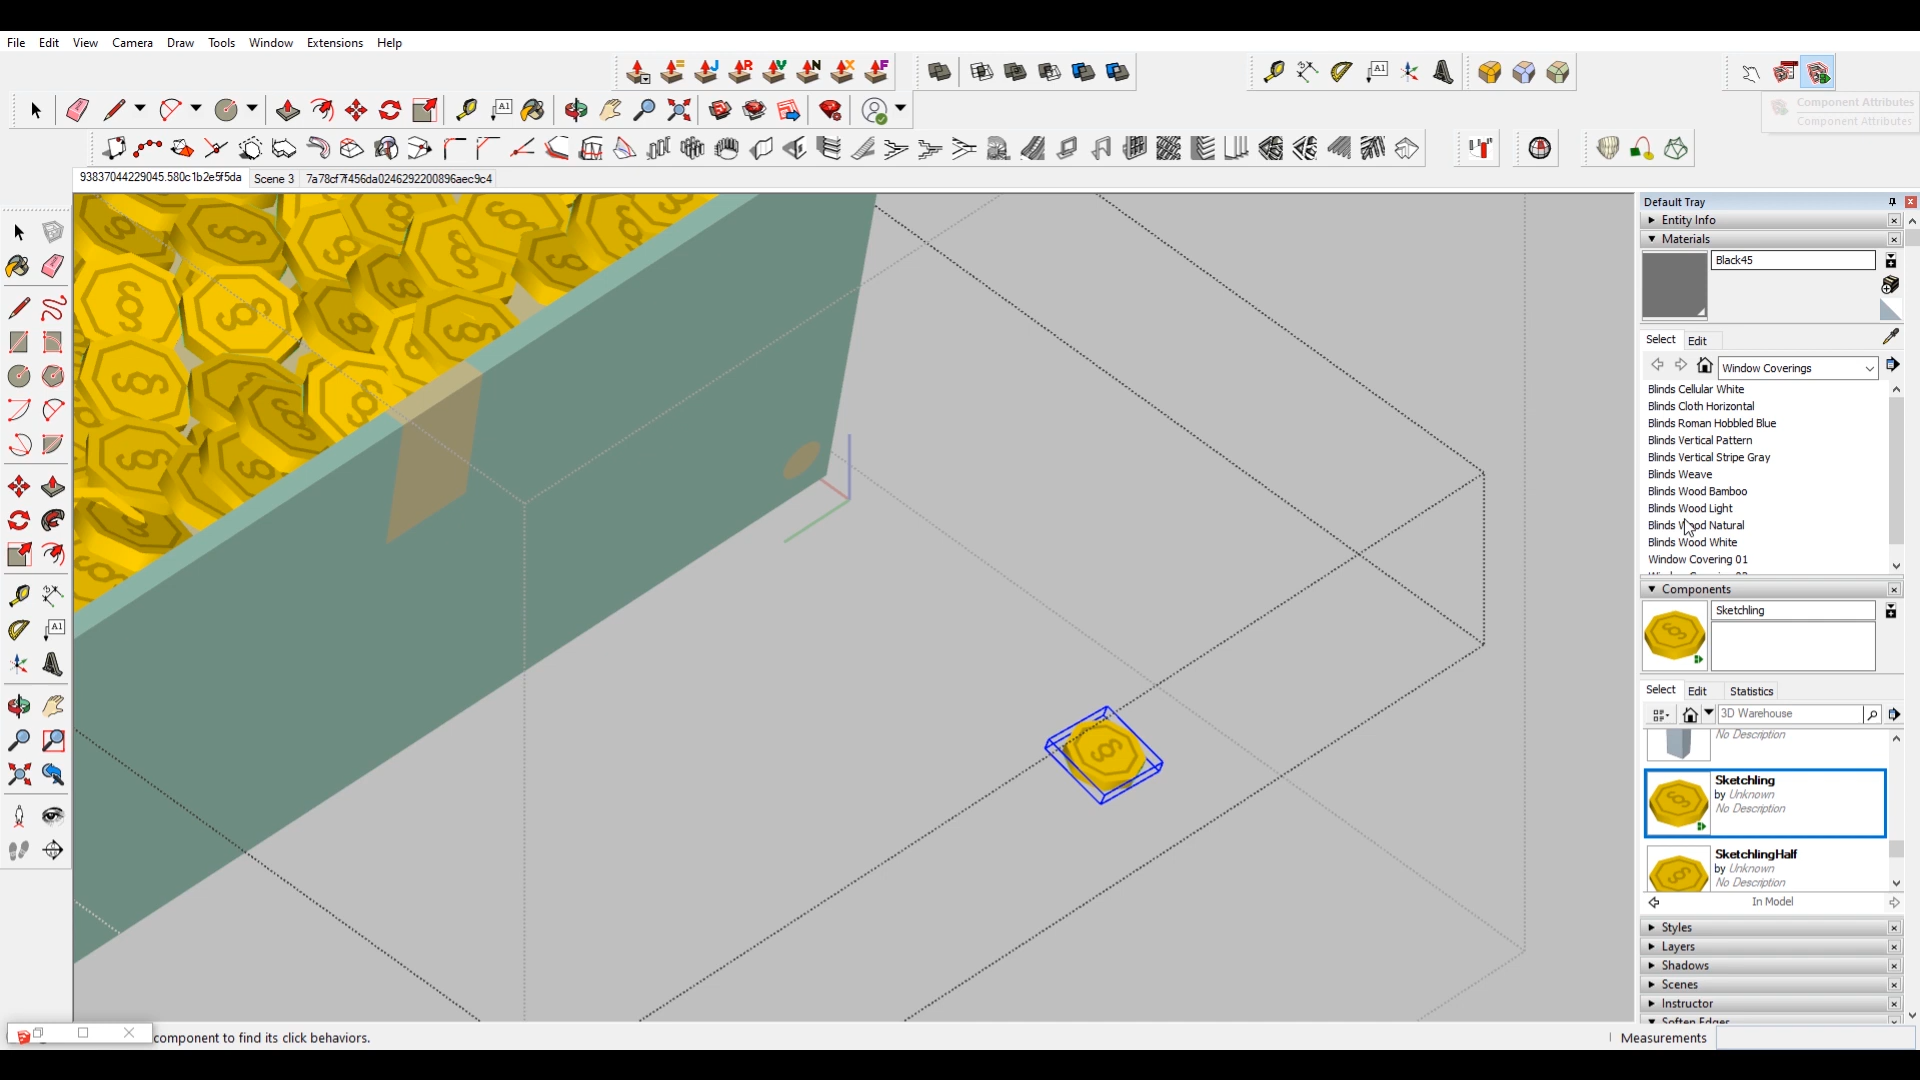 File Edit View Camera Draw Tools Window Extensions Help
Component Attributes
Component Attributes
93837044229045.580c1b2e5f5da Scene 3 7a78cf7f456da0246292200896aec9c4
Default Tray
Entity Info
Materials
Black45
Select Edit
Window Coverings
Blinds Cellular White
Blinds Cloth Horizontal
Blinds Roman Hobbled Blue
Blinds Vertical Pattern
Blinds Vertical Stripe Gray
Blinds Weave
Blinds Wood Bamboo
Blinds Wood Light
Blinds Wood Natural
Blinds Wood White
Window Covering 01
Components
Sketchling
Select Edit Statistics
3D Warehouse
No Description
Sketchling
by Unknown
No Description
SketchlingHalf
by Unknown
No Description
In Model
Styles
Layers
Shadows
Scenes
Instructor
Soften Edges
component to find its click behaviors.
Measurements